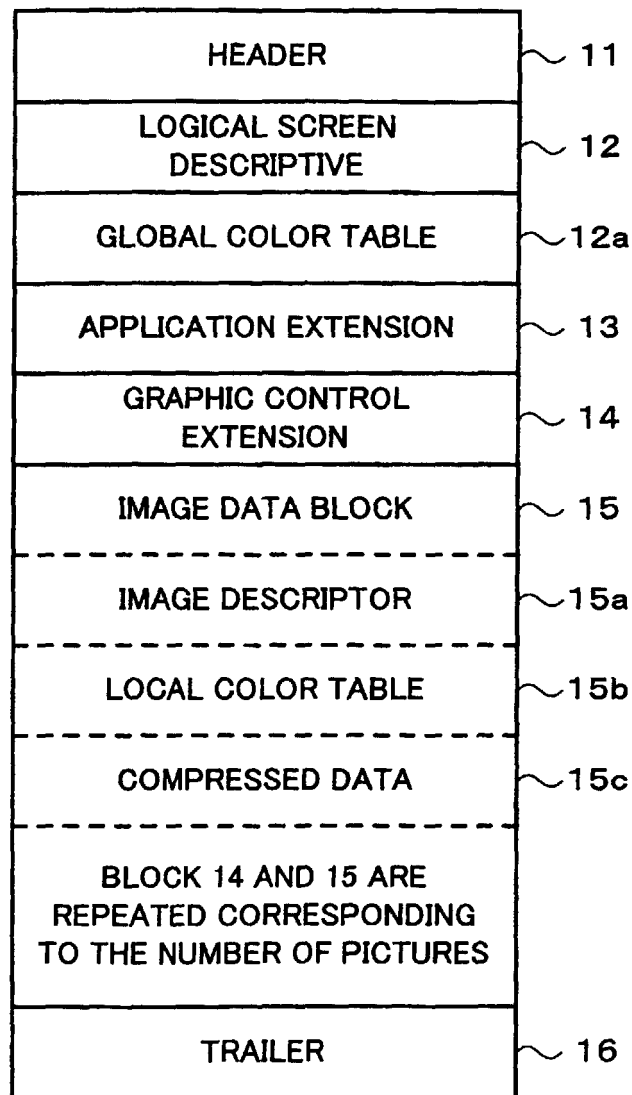 HEADER 11
LOGICAL SCREEN
DESCRIPTIVE 12
GLOBAL COLOR TABLE 12a
APPLICATION EXTENSION 13
GRAPHIC CONTROL
EXTENSION 14
IMAGE DATA BLOCK 15
IMAGE DESCRIPTOR 15a
LOCAL COLOR TABLE 15b
COMPRESSED DATA 15c
BLOCK 14 AND 15 ARE
REPEATED CORRESPONDING
TO THE NUMBER OF PICTURES
TRAILER 16